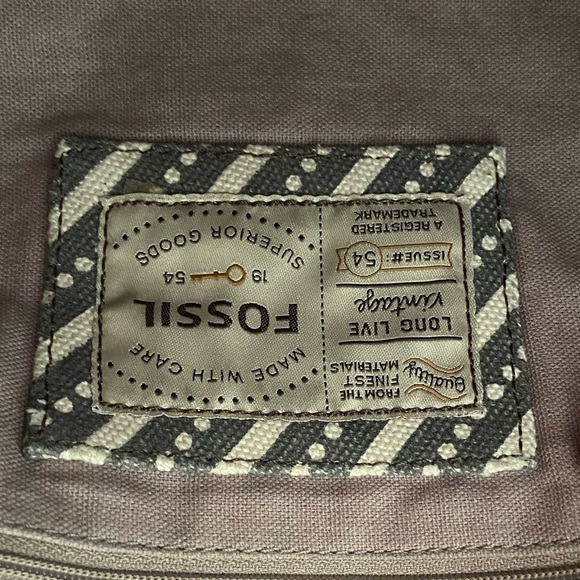 MADE WITH CARE
FOSSIL
19 54
SUPERIOR GOODS
Quality
FROM THE
FINEST
MATERIALS
LONG LIVE
Vintage
ISSUE#: 54
A REGISTERED
TRADEMARK